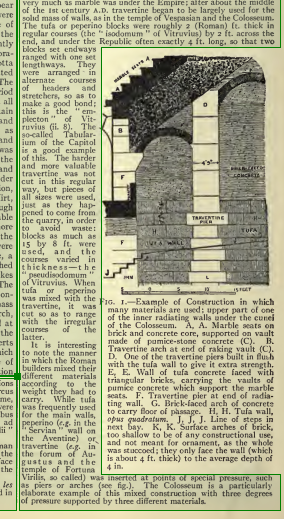 very much as marble was under the Empire; after about the middle
of the 1st century A.D. travertine began to be largely used for the
solid mass of walls, as in the temple of Vespasian and the Colosseum.
The tufa or peperino blocks were roughly 2 (Roman) ft. thick in
regular courses (the "isodomum" of Vitruvius) by 2 ft. across the
end, and under the Republic often exactly 4 ft. long, so that two
blocks set endways
ranged with one set
lengthways. They
were arranged in
alternate courses
of headers and
stretchers, so as to
make a good bond;
this is the "em-
plecton" of Vit-
ruvius (ii. 8). The
so-called Tabular-
ium of the Capitol
is a good example
of this. The harder
and more valuable
travertine was not
cut in this regular
way, but pieces of
all sizes were used,
just as they hap-
pened to come from
the quarry, in order
to avoid waste:
blocks as much as
15 by 8 ft. were
used, and the
courses varied in
thickness—the
"pseudisodomum"
of Vitruvius. When
tufa or peperino
was mixed with the
travertine, it was
cut so as to range
with the irregular
courses of the
latter.
It is interesting
to note the manner
in which the Roman
builders mixed their
different materials
according to the
weight they had to
carry. While tufa
was frequently used
for the main walls,
peperino (e.g. in the
"Servian" wall on
the Aventine) or
travertine (e.g. in
the forum of Au-
gustus and the
temple of Fortuna
Virilis, so called) was inserted at points of special pressure, such
as piers or arches (see fig.). The Colosseum is a particularly
elaborate example of this mixed construction with three degrees
of pressure supported by three different materials.
MARBLE SEATS A
B
C
D
4'·5"
F
TRAVERTINE
PIER
H
TUFA
TUFA WALL
J
L
15 FEET
FIG. 1.—Example of Construction in which
many materials are used; upper part of one
of the inner radiating walls under the cunei
of the Colosseum. A, A. Marble seats on
brick and concrete core, supported on vault
made of pumice-stone concrete (C). B.
Travertine arch at end of raking vault (C).
D. One of the travertine piers built in flush
with the tufa wall to give it extra strength.
E, E. Wall of tufa concrete faced with
triangular bricks, carrying the vaults of
pumice concrete which support the marble
seats. F. Travertine pier at end of radia-
ting wall. G. Brick-faced arch of concrete
to carry floor of passage. H, H. Tufa wall,
opus quadratum. J, J, J. Line of steps in
next bay. K, K. Surface arches of brick,
too shallow to be of any constructional use,
and not meant for ornament, as the whole
was stuccoed; they only face the wall (which
is about 4 ft. thick) to the average depth of
4 in.